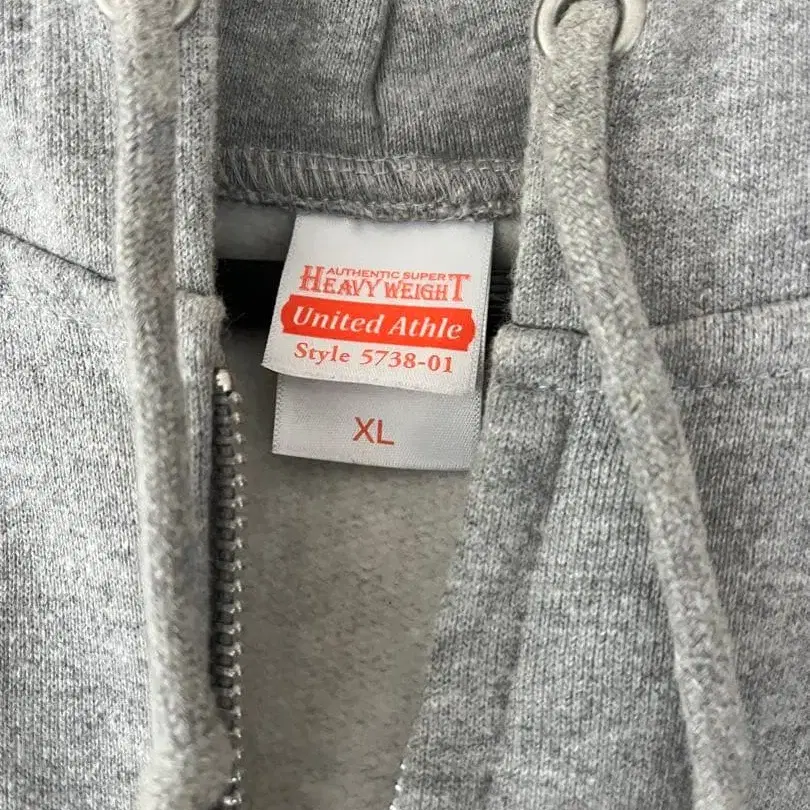 AUTHENTIC SUPER
HEAVY WEIGHT
United Athle
Style 5738-01
XL